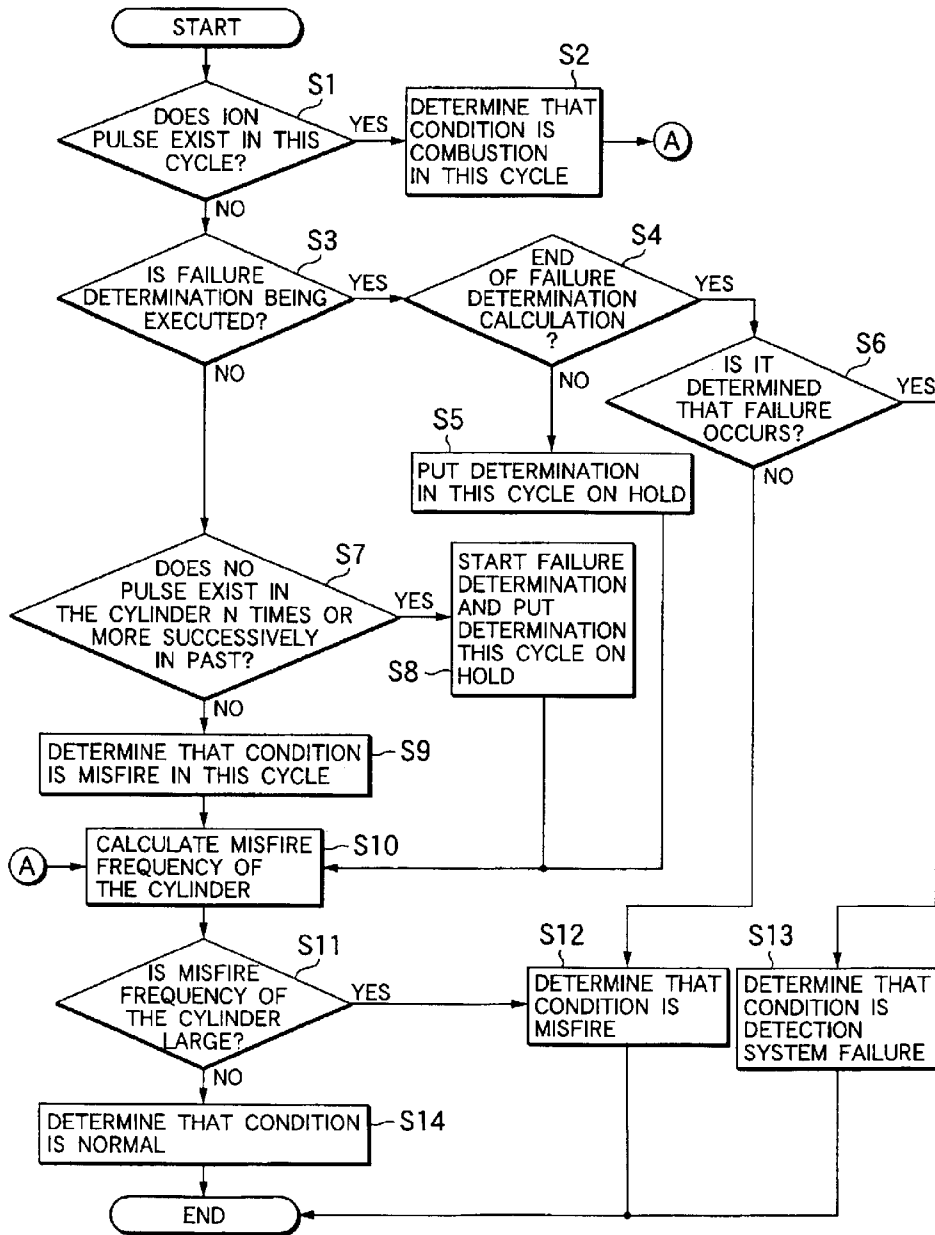 START
S1
DOES ION
PULSE EXIST IN THIS
CYCLE?
YES
NO
S2
DETERMINE THAT
CONDITION IS
COMBUSTION
IN THIS CYCLE
A
S3
IS FAILURE
DETERMINATION BEING
EXECUTED?
YES
NO
S4
END
OF FAILURE
DETERMINATION
CALCULATION
?
YES
NO
S5
PUT DETERMINATION
IN THIS CYCLE ON HOLD
S6
IS IT
DETERMINED
THAT FAILURE
OCCURS?
YES
NO
S7
DOES NO
PULSE EXIST IN
THE CYLINDER N TIMES OR
MORE SUCCESSIVELY
IN PAST?
YES
NO
START FAILURE
DETERMINATION
AND PUT
DETERMINATION
THIS CYCLE ON
HOLD
S8
DETERMINE THAT CONDITION
IS MISFIRE IN THIS CYCLE
S9
A
CALCULATE MISFIRE
FREQUENCY OF
THE CYLINDER
S10
S11
IS MISFIRE
FREQUENCY OF
THE CYLINDER
LARGE?
YES
NO
S12
DETERMINE THAT
CONDITION IS
MISFIRE
S13
DETERMINE THAT
CONDITION IS
DETECTION
SYSTEM FAILURE
DETERMINE THAT CONDITION
IS NORMAL
S14
END